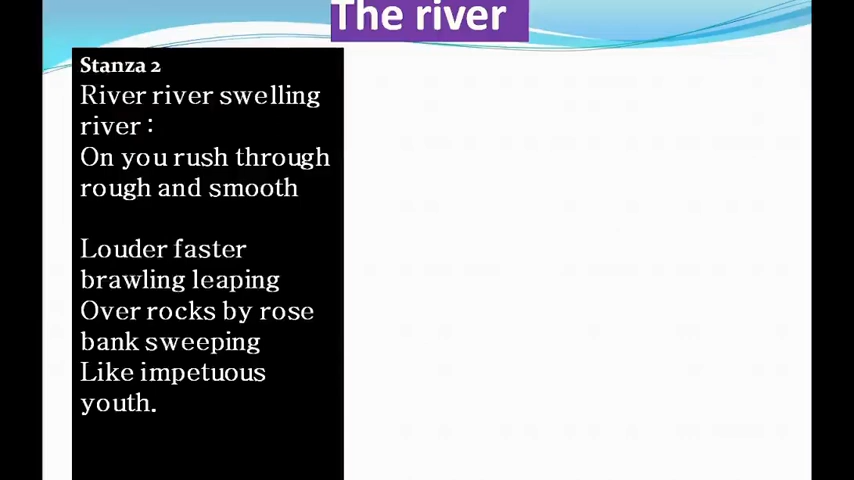 The river
Stanza 2
River river swelling
river :
On you rush through
rough and smooth
Louder faster
brawling leaping
Over rocks by rose
bank sweeping
Like impetuous
youth.